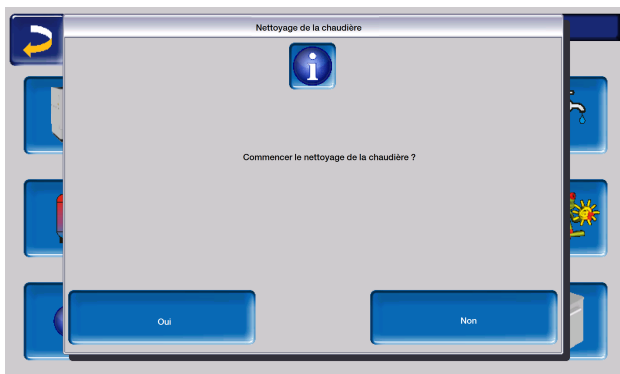 Nettoyage de la chaudière
Commencer le nettoyage de la chaudière ?
Oui
Non